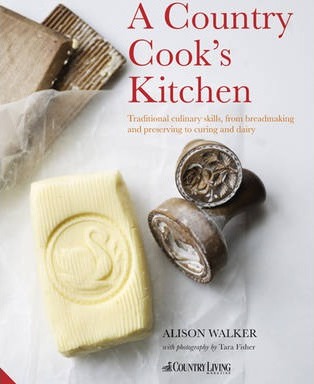 A Country
Cook's
Kitchen
Traditional culinary skills, from breadmaking
and preserving to curing and dairy
ALISON WALKER
with photography by Tara Fisher
COUNTRY LIVING
MAGAZINE